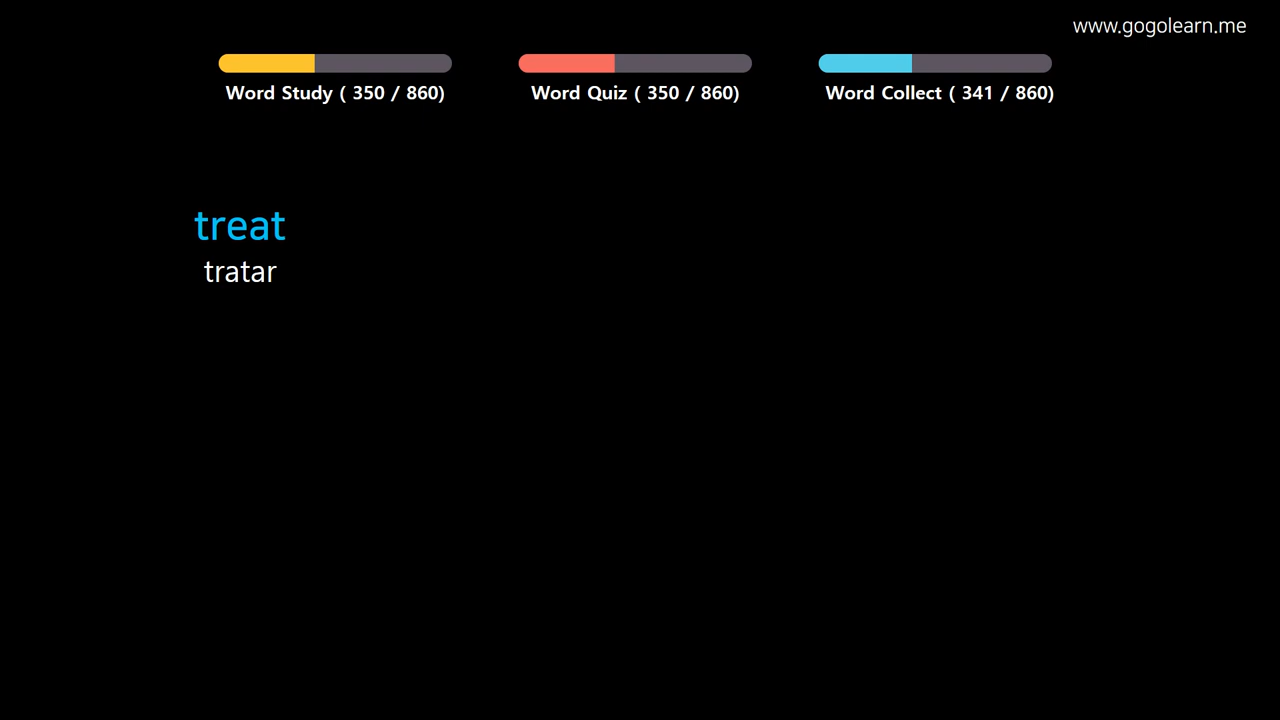 www.gogolearn.me
Word Study ( 350 / 860)
Word Quiz ( 350 / 860)
Word Collect ( 341 / 860)
treat
tratar